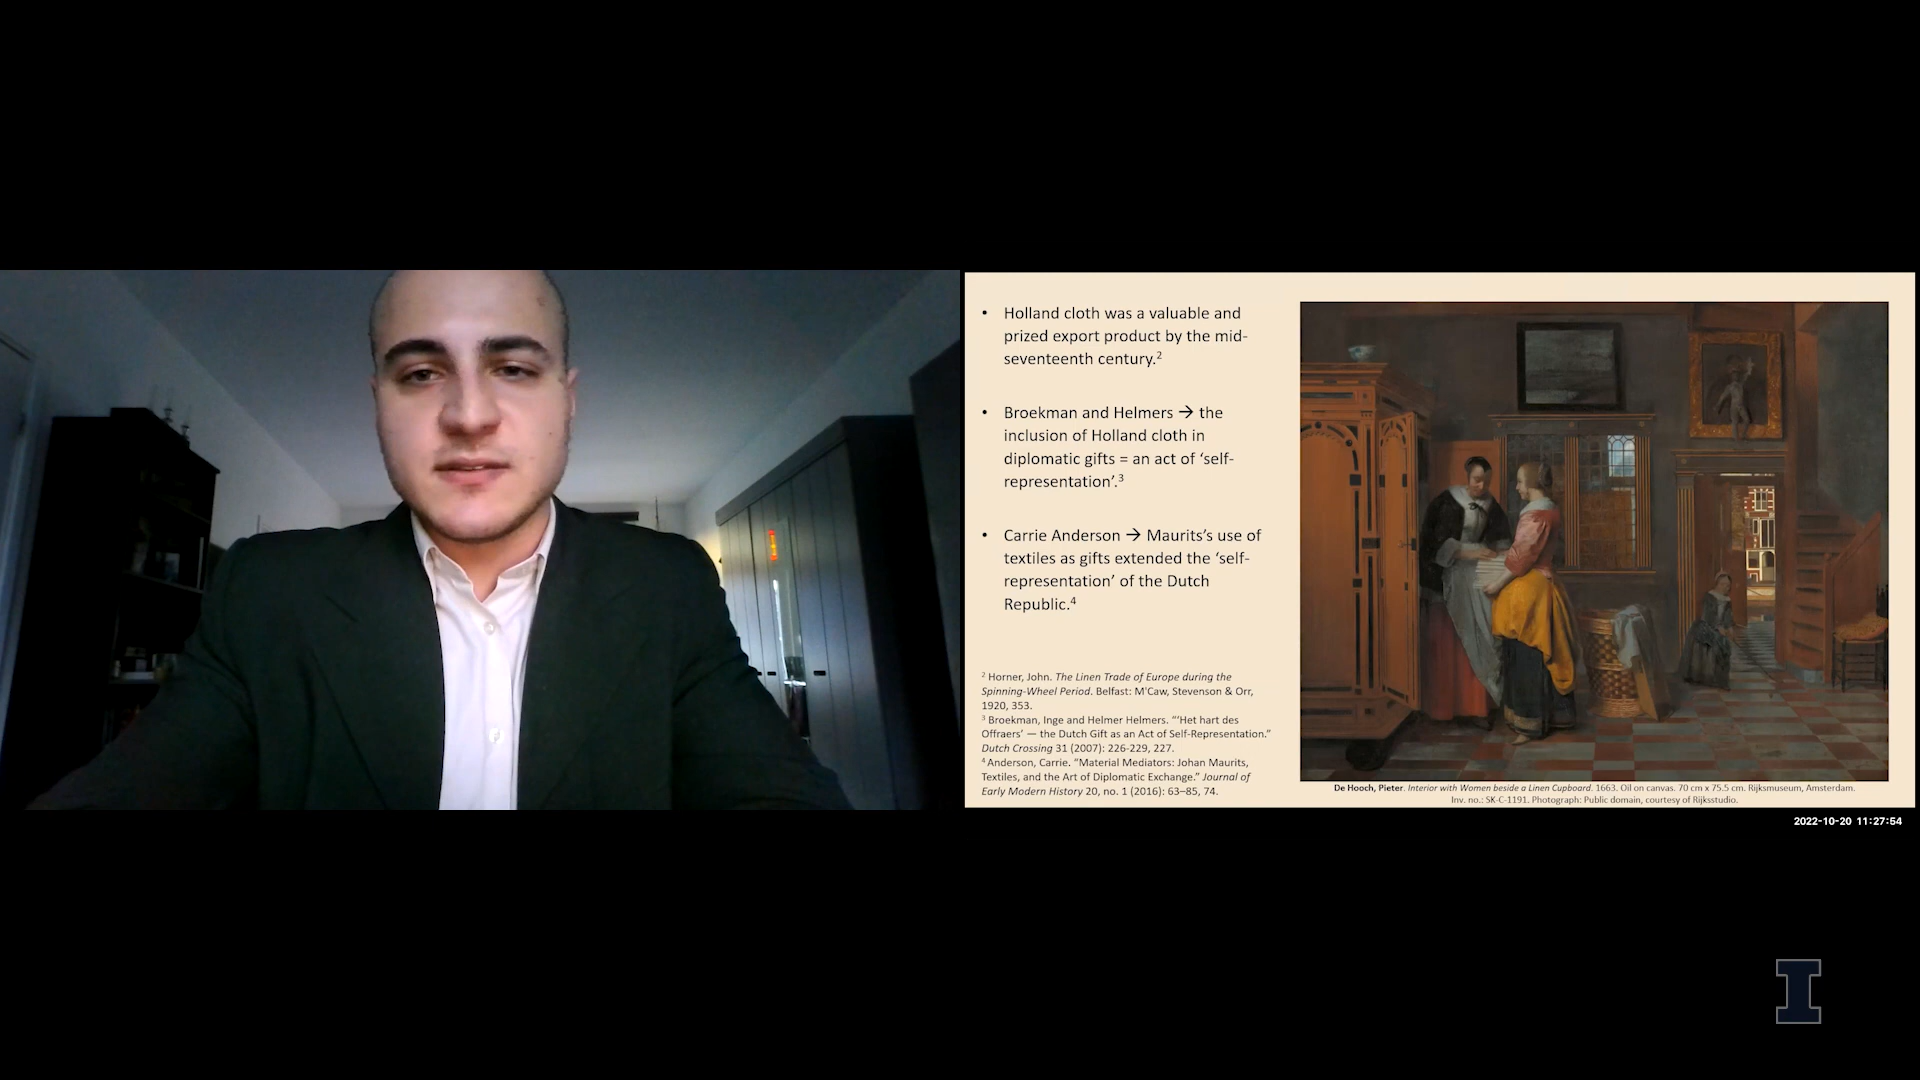 • Holland cloth was a valuable and
prized export product by the mid-
seventeenth century.²
• Broekman and Helmers → the
inclusion of Holland cloth in
diplomatic gifts = an act of ‘self-
representation’.³
• Carrie Anderson → Maurits’s use of
textiles as gifts extended the ‘self-
representation’ of the Dutch
Republic.⁴
² Horner, John. The Linen Trade of Europe during the
Spinning-Wheel Period. Belfast: M'Caw, Stevenson & Orr,
1920, 353.
³ Broekman, Inge and Helmer Helmers. “‘Het hart des
Offraers’ — the Dutch Gift as an Act of Self-Representation.”
Dutch Crossing 31 (2007): 226-229, 227.
⁴ Anderson, Carrie. “Material Mediators: Johan Maurits,
Textiles, and the Art of Diplomatic Exchange.” Journal of
Early Modern History 20, no. 1 (2016): 63–85, 74.
De Hooch, Pieter. Interior with Women beside a Linen Cupboard. 1663. Oil on canvas. 70 cm x 75.5 cm. Rijksmuseum, Amsterdam.
Inv. no.: SK-C-1191. Photograph: Public domain, courtesy of Rijksstudio.
2022-10-20 11:27:54
I